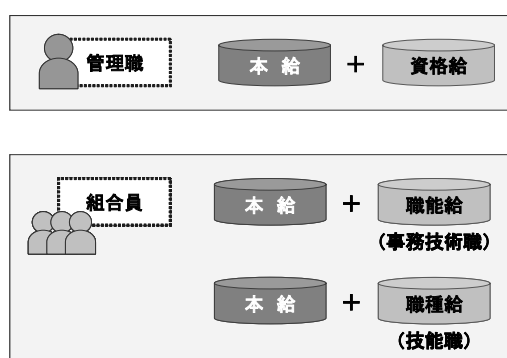 管理職 本 給 + 資格給
組合員 本 給 + 職能給
(事務技術職)
本 給 + 職種給
(技能職)